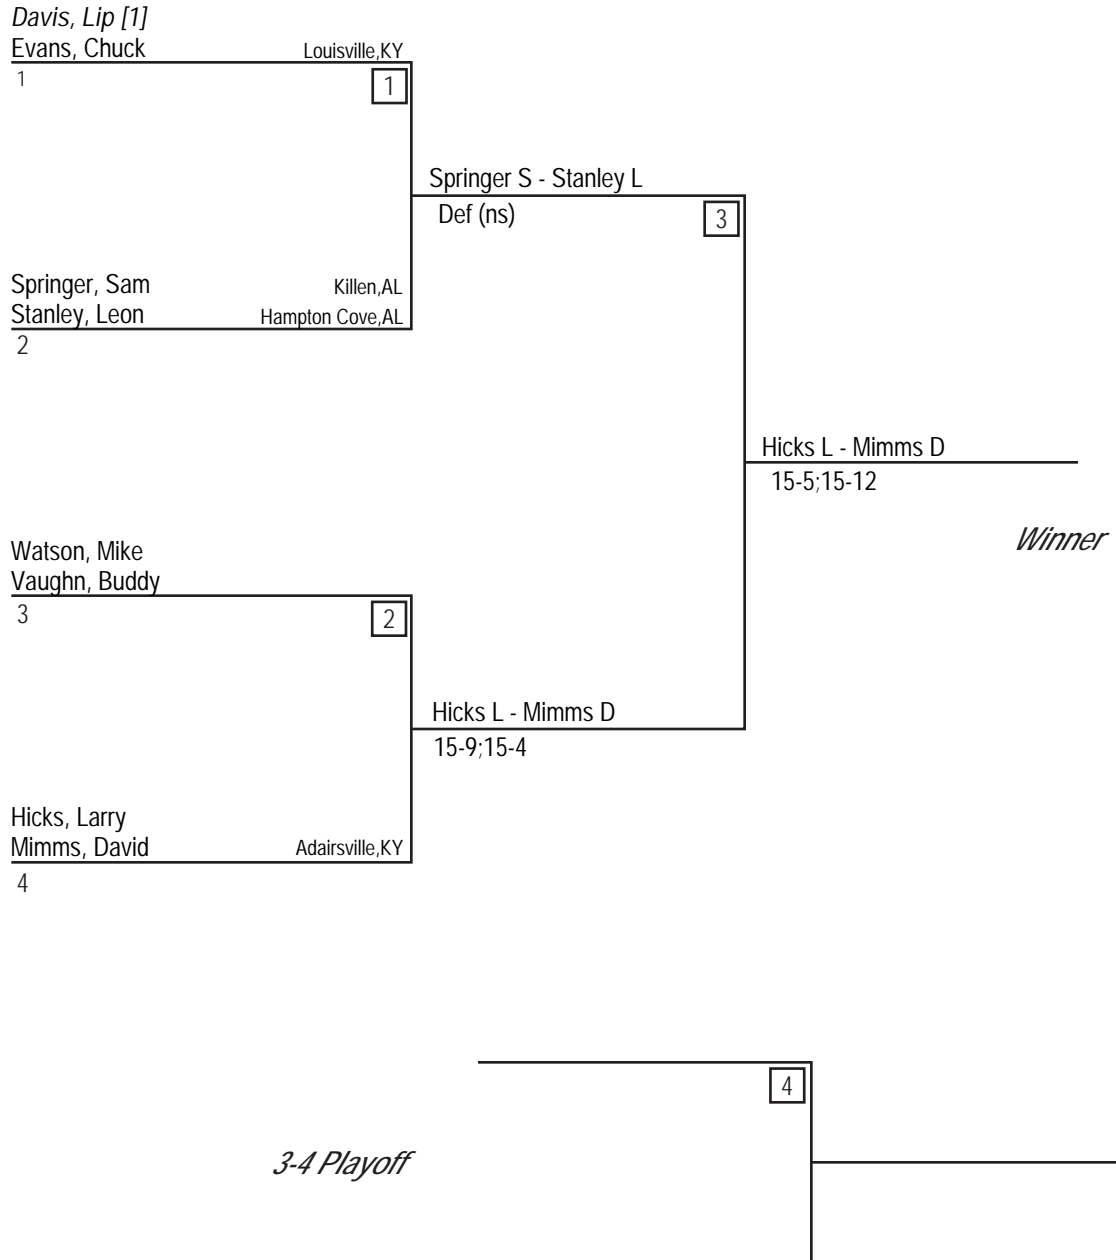 Davis, Lip [1]
Evans, Chuck Louisville,KY
1
1
Springer S - Stanley L
Def (ns)
3
Springer, Sam Killen,AL
Stanley, Leon Hampton Cove,AL
2
Hicks L - Mimms D
15-5;15-12
Winner
Watson, Mike
Vaughn, Buddy
3
2
Hicks L - Mimms D
15-9;15-4
Hicks, Larry
Mimms, David Adairsville,KY
4
4
3-4 Playoff